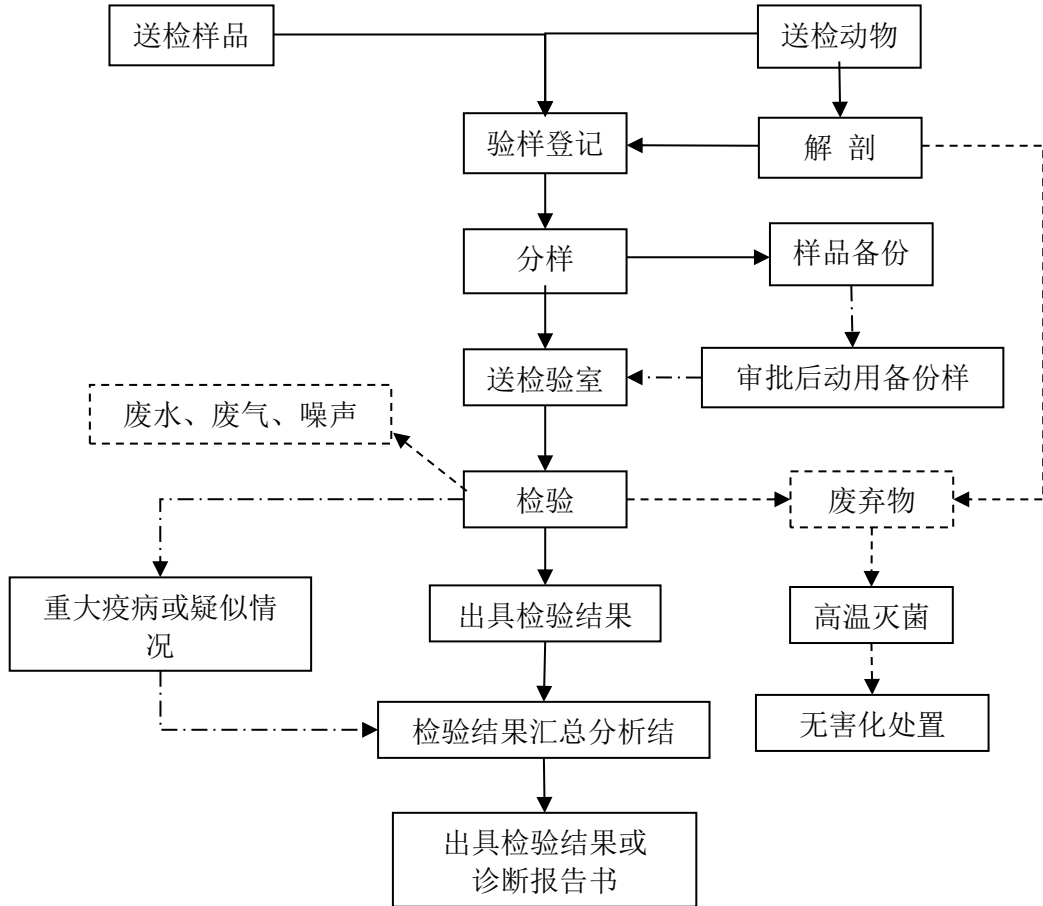 送检样品
送检动物
验样登记
解 剖
分样
样品备份
送检验室
审批后动用备份样
废水、废气、噪声
检验
废弃物
重大疫病或疑似情
况
出具检验结果
高温灭菌
检验结果汇总分析结
无害化处置
出具检验结果或
诊断报告书